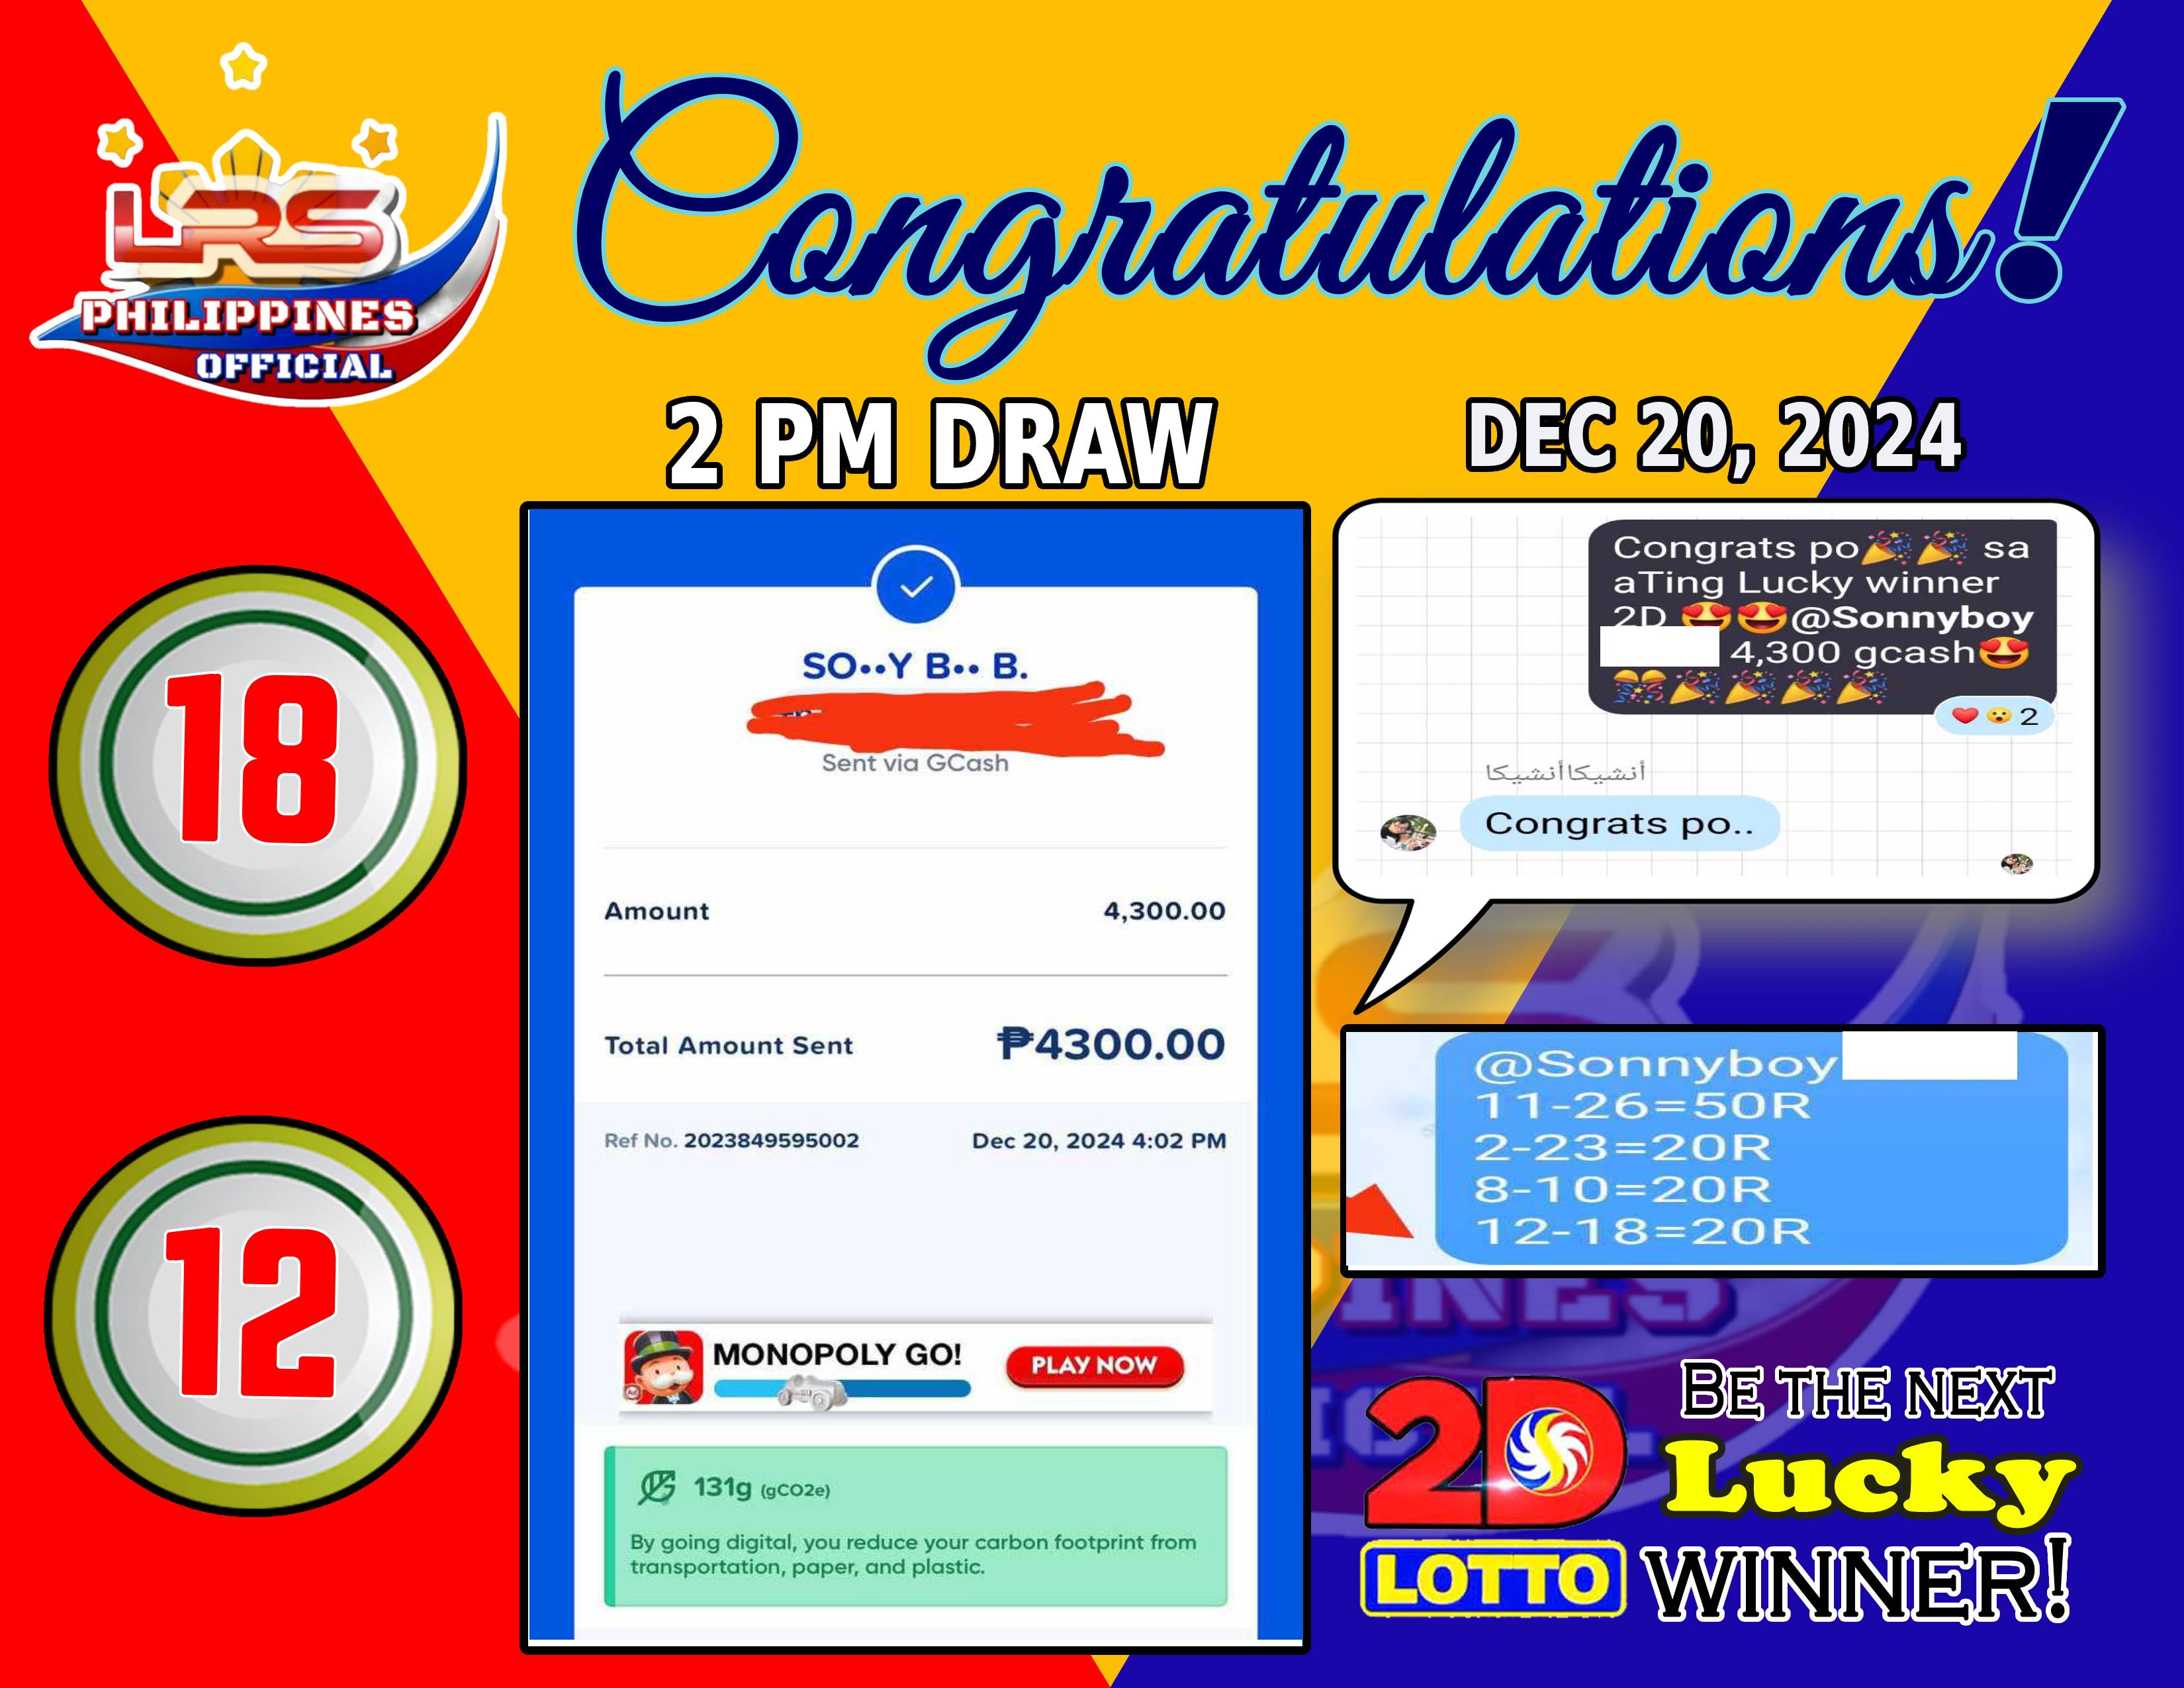 LRS
PHILIPPINES
OFFICIAL
Congratulations!
2 PM DRAW
DEC 20, 2024
18
12
SO••Y B•• B.
Sent via GCash
Amount 4,300.00
Total Amount Sent ₱4300.00
Ref No. 2023849595002 Dec 20, 2024 4:02 PM
MONOPOLY GO!
PLAY NOW
131g (gCO2e)
By going digital, you reduce your carbon footprint from
transportation, paper, and plastic.
Congrats po🎉🎉 sa
aTing Lucky winner
2D 😍😍@Sonnyboy
4,300 gcash😍
🎊🎉🎉🎉🎉
❤️😮 2
أنشيكاأنشيكا
Congrats po..
@Sonnyboy
11-26=50R
2-23=20R
8-10=20R
12-18=20R
2D
LOTTO
BE THE NEXT
Lucky
WINNER!